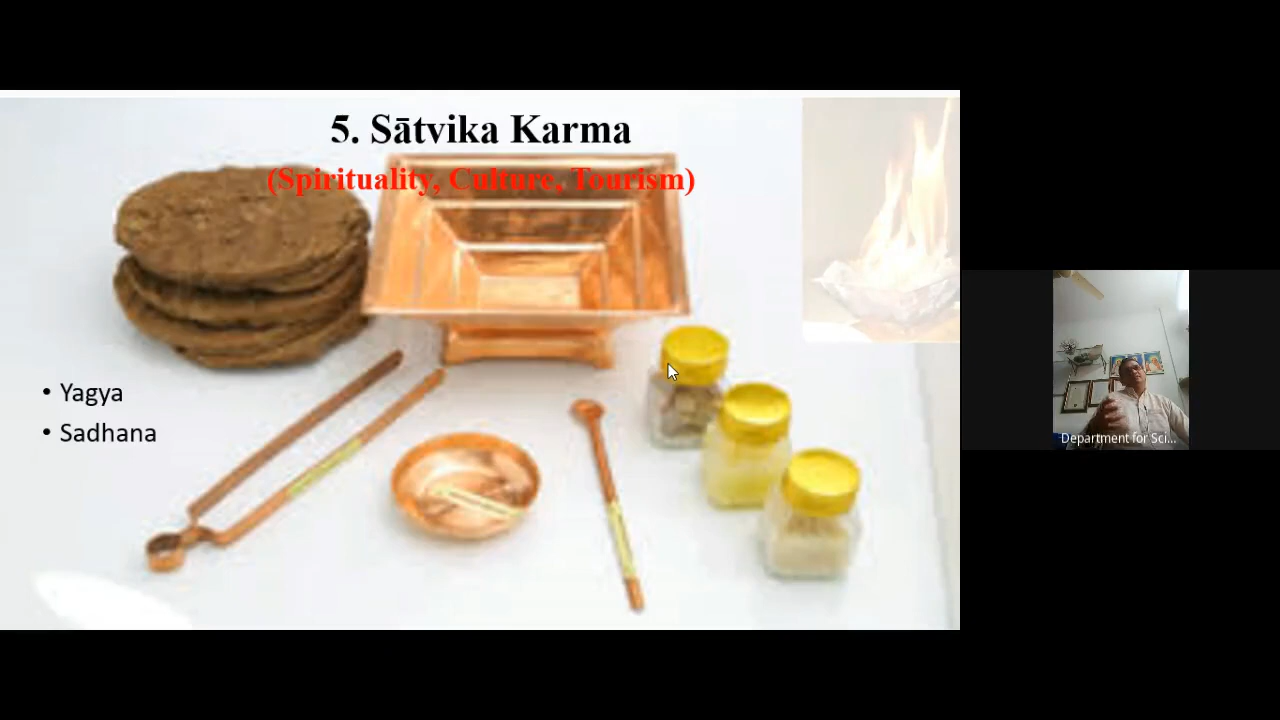 5. Sātvika Karma
(Spirituality, Culture, Tourism)
• Yagya
• Sadhana
Department for Sci...